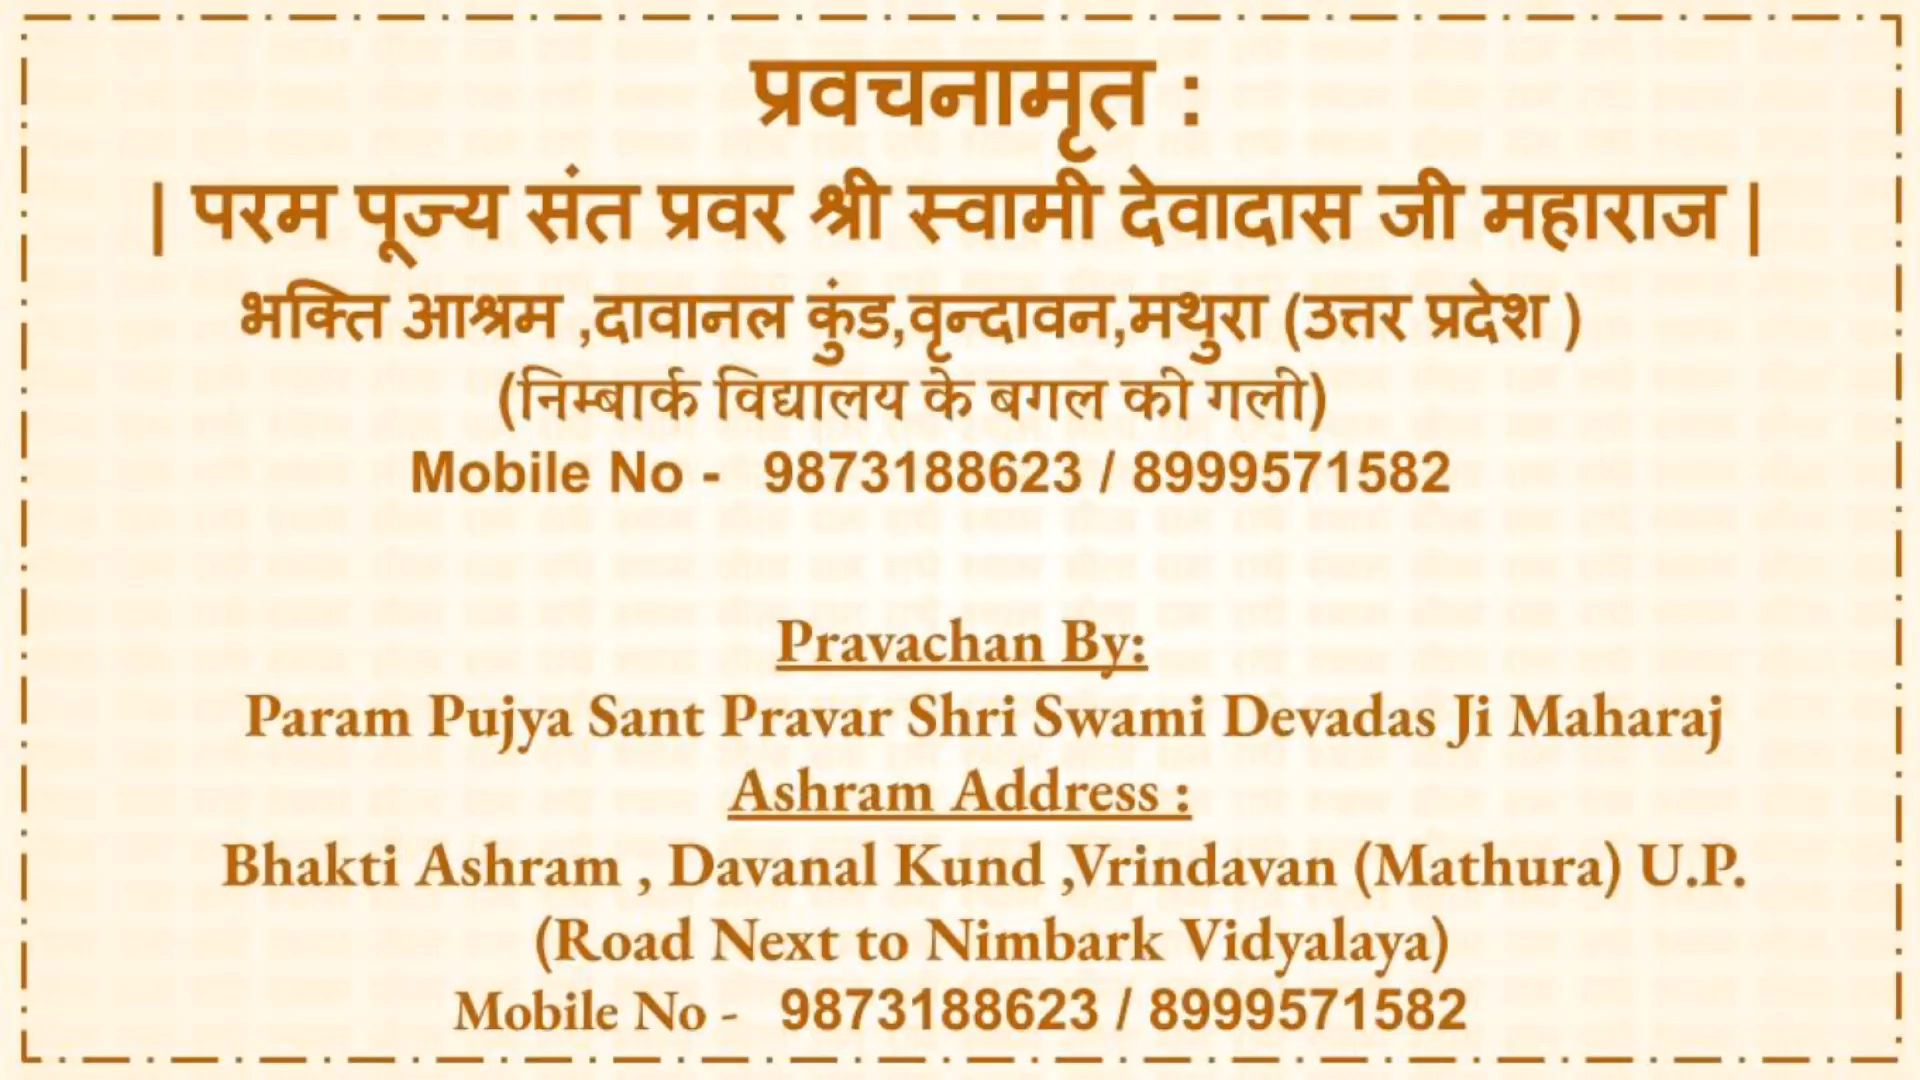 प्रवचनामृत :
| परम पूज्य संत प्रवर श्री स्वामी देवादास जी महाराज |
भक्ति आश्रम ,दावानल कुंड,वृन्दावन,मथुरा (उत्तर प्रदेश )
(निम्बार्क विद्यालय के बगल की गली)
Mobile No - 9873188623 / 8999571582
Pravachan By:
Param Pujya Sant Pravar Shri Swami Devadas Ji Maharaj
Ashram Address :
Bhakti Ashram , Davanal Kund ,Vrindavan (Mathura) U.P.
(Road Next to Nimbark Vidyalaya)
Mobile No - 9873188623 / 8999571582